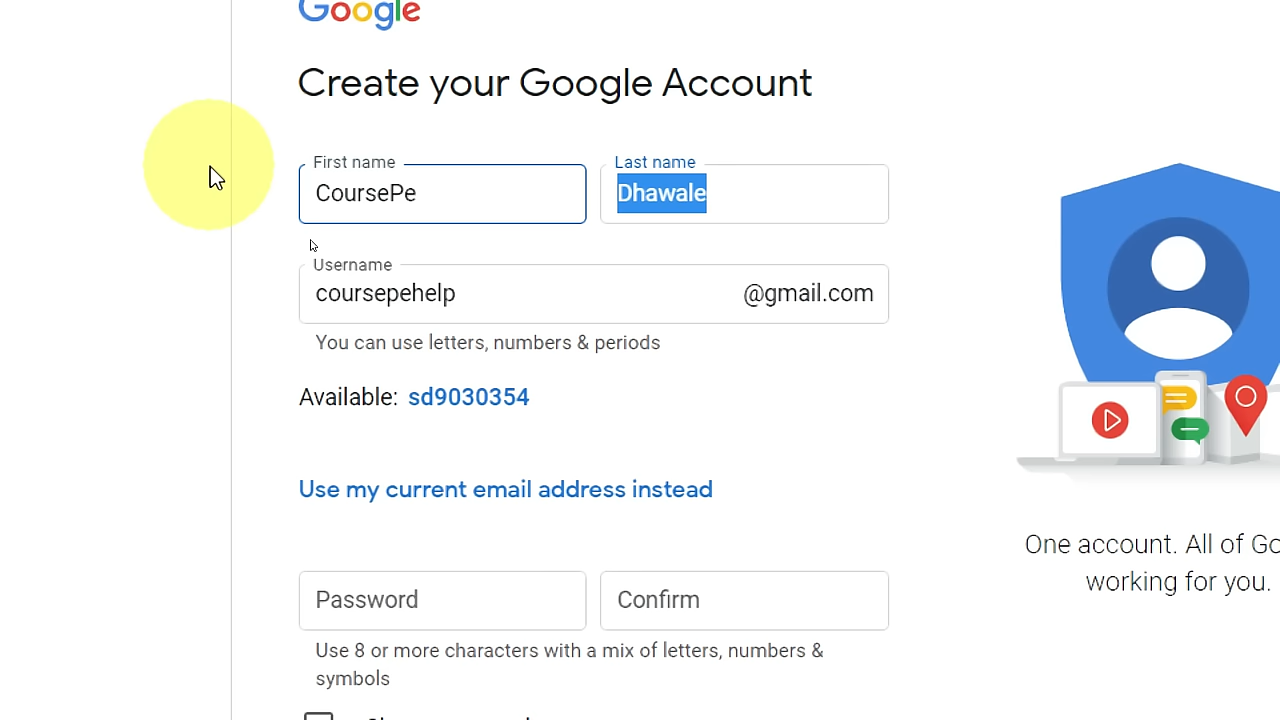 Google
Create your Google Account
First name
Last name
CoursePe
Dhawale
Username
coursepehelp
@gmail.com
You can use letters, numbers & periods
Available: sd9030354
Use my current email address instead
Password
Confirm
Use 8 or more characters with a mix of letters, numbers &
symbols
One account. All of Go
working for you.